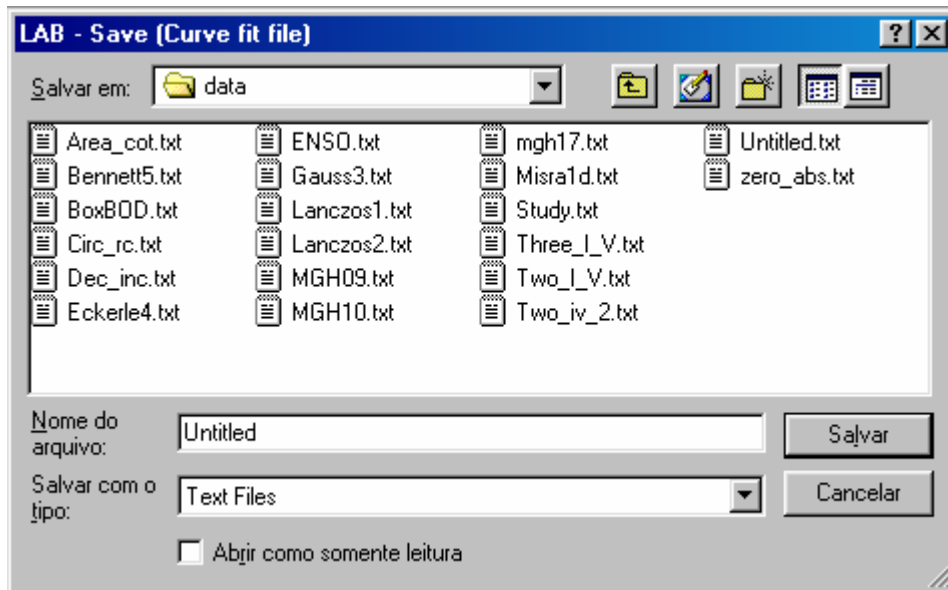 LAB - Save (Curve fit file)
Salvar em: data
Area_cot.txt ENSO.txt mgh17.txt Untitled.txt
Bennett5.txt Gauss3.txt Misra1d.txt zero_abs.txt
BoxBOD.txt Lanczos1.txt Study.txt
Circ_rc.txt Lanczos2.txt Three_I_V.txt
Dec_inc.txt MGH09.txt Two_I_V.txt
Eckerle4.txt MGH10.txt Two_iv_2.txt
Nome do
arquivo: Untitled Salvar
Salvar com o
tipo: Text Files Cancelar
Abrir como somente leitura